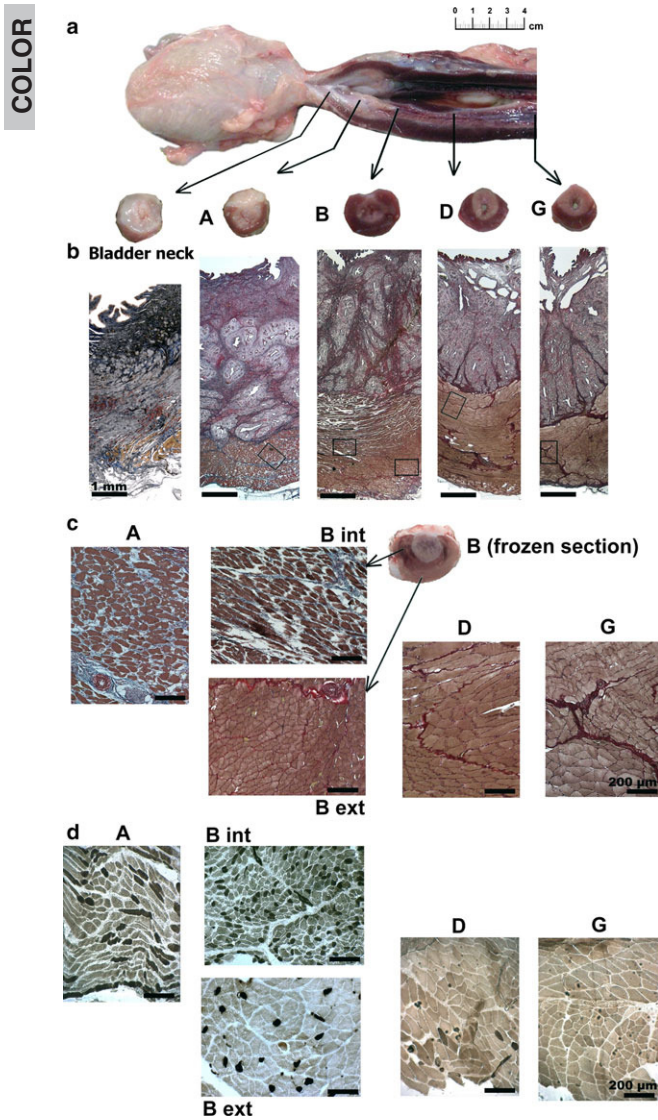 COLOR
a
0 1 2 3 4
cm
A
B
D
G
Bladder neck
b
1 mm
c
A
B int
B (frozen section)
D
G
200 µm
B ext
d
A
B int
D
G
200 µm
B ext